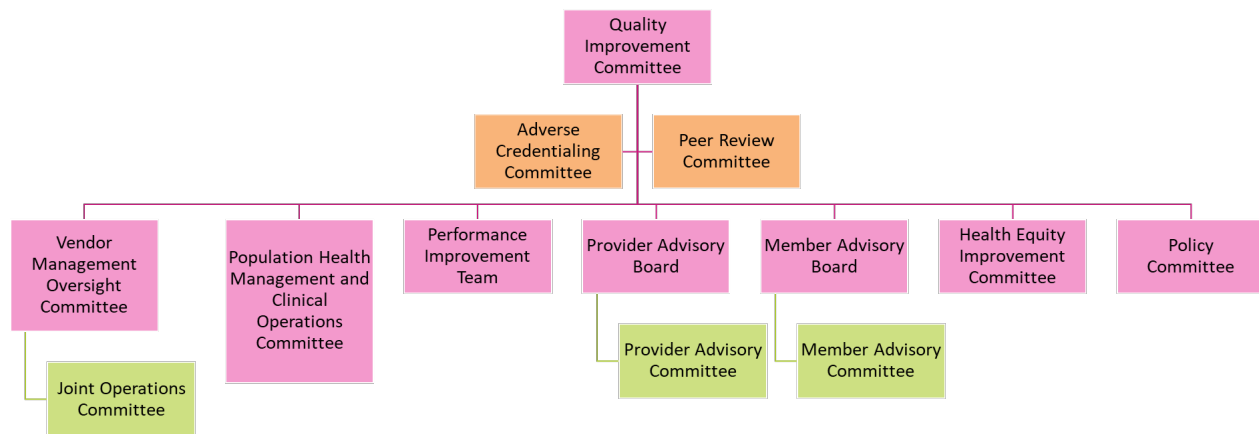 Quality
Improvement
Committee
Adverse
Credentialing
Committee
Peer Review
Committee
Vendor
Management
Oversight
Committee
Population Health
Management and
Clinical
Operations
Committee
Performance
Improvement
Team
Provider Advisory
Board
Member Advisory
Board
Health Equity
Improvement
Committee
Policy
Committee
Joint Operations
Committee
Provider Advisory
Committee
Member Advisory
Committee